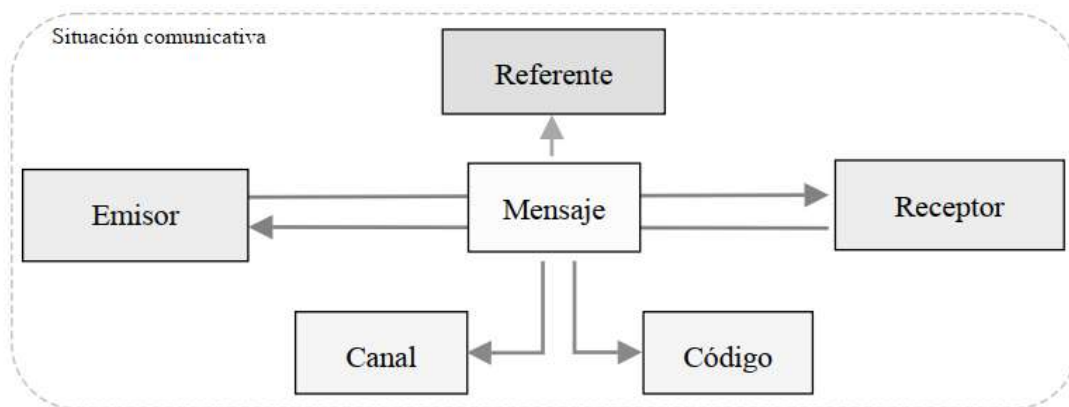 Situación comunicativa
Referente
Emisor
Mensaje
Receptor
Canal
Código